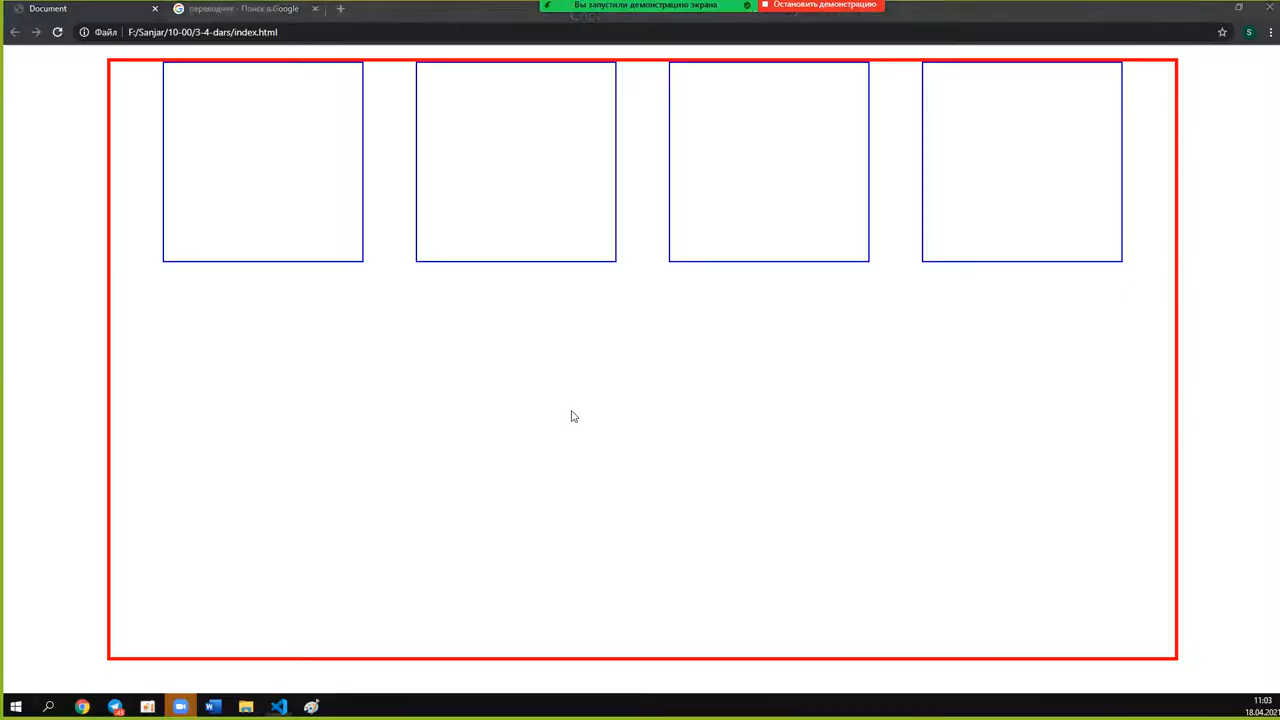 Document
переводчик - Поиск в Google
Вы запустили демонстрацию экрана
Остановить демонстрацию
Файл
F:/Sanjar/10-00/3-4-dars/index.html
S
11:03
18.04.202